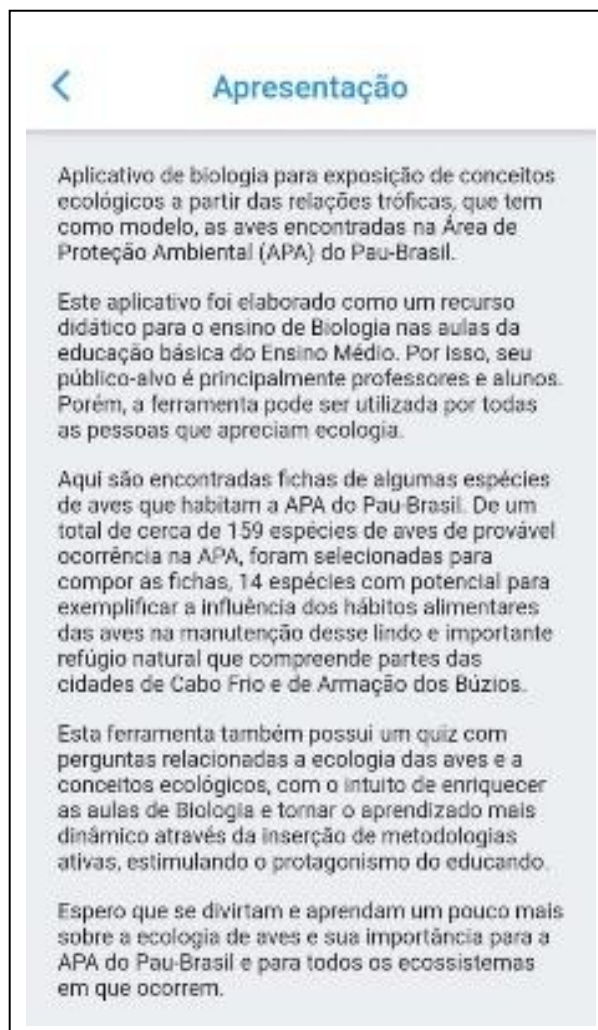 Apresentação
Aplicativo de biologia para exposição de conceitos
ecológicos a partir das relações tróficas, que tem
como modelo, as aves encontradas na Área de
Proteção Ambiental (APA) do Pau-Brasil.
Este aplicativo foi elaborado como um recurso
didático para o ensino de Biologia nas aulas da
educação básica do Ensino Médio. Por isso, seu
público-alvo é principalmente professores e alunos.
Porém, a ferramenta pode ser utilizada por todas
as pessoas que apreciam ecologia.
Aqui são encontradas fichas de algumas espécies
de aves que habitam a APA do Pau-Brasil. De um
total de cerca de 159 espécies de aves de provável
ocorrência na APA, foram selecionadas para
compor as fichas, 14 espécies com potencial para
exemplificar a influência dos hábitos alimentares
das aves na manutenção desse lindo e importante
refúgio natural que compreende partes das
cidades de Cabo Frio e de Armação dos Búzios.
Esta ferramenta também possui um quiz com
perguntas relacionadas a ecologia das aves e a
conceitos ecológicos, com o intuito de enriquecer
as aulas de Biologia e tornar o aprendizado mais
dinâmico através da inserção de metodologias
ativas, estimulando o protagonismo do educando.
Espero que se divirtam e aprendam um pouco mais
sobre a ecologia de aves e sua importância para a
APA do Pau-Brasil e para todos os ecossistemas
em que ocorrem.